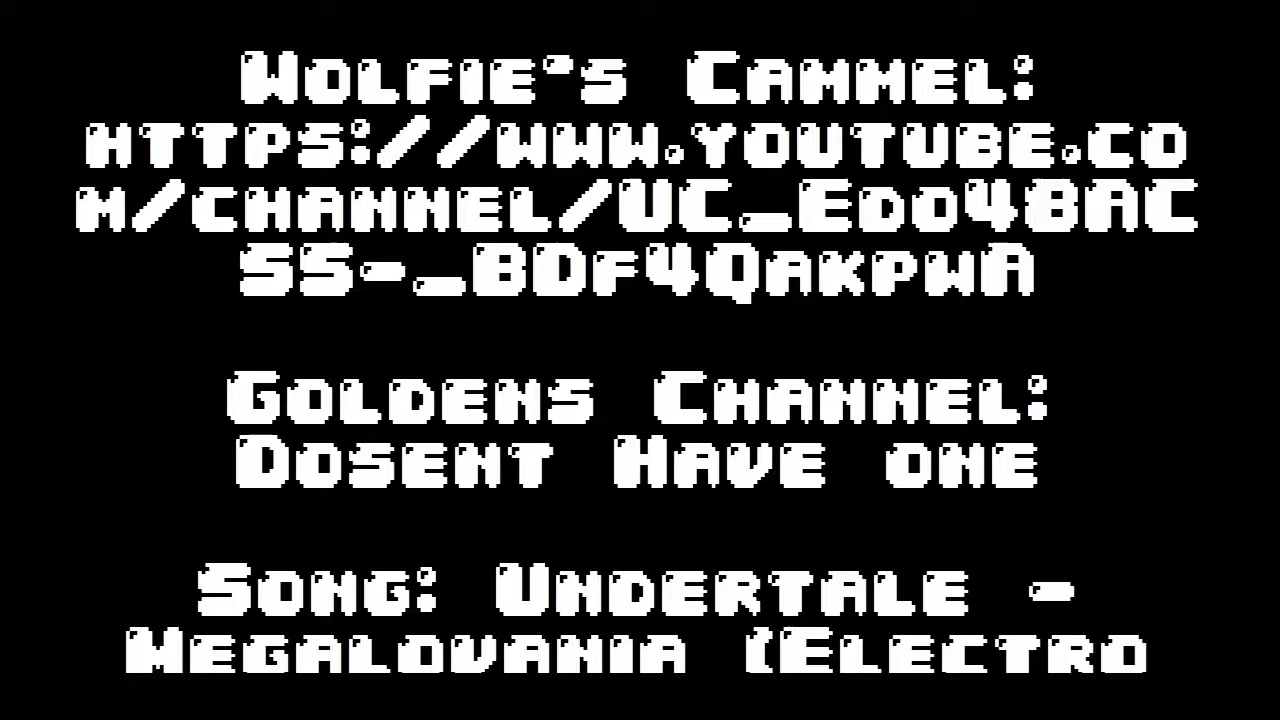 Wolfie's Cammel:
https://www.youtube.co
m/channel/UC_Edo48AC
SS-_BDf4QakpwA
Goldens Channel:
Dosent Have one
Song: Undertale -
Megalovania (Electro